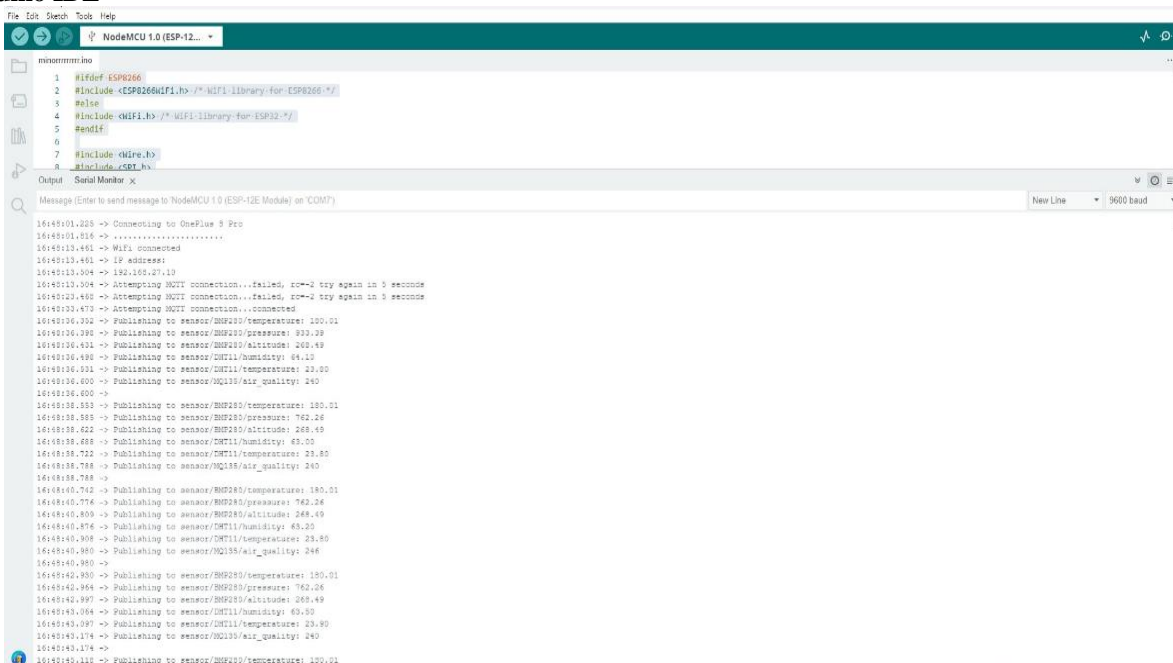 File Edit Sketch Tools Help
NodeMCU 1.0 (ESP-12...
minorrrrrrr.ino
1 #ifdef ESP8266
2 #include <ESP8266WiFi.h> /* WiFi library for ESP8266 */
3 #else
4 #include <WiFi.h> /* WiFi library for ESP32 */
5 #endif
6
7 #include <Wire.h>
8 #include <SPI.h>
Output Serial Monitor x
Message (Enter to send message to 'NodeMCU 1.0 (ESP-12E Module)' on 'COM7') New Line 9600 baud
16:48:01.225 -> Connecting to OnePlus 8 Pro
16:48:01.816 -> .......................
16:48:13.461 -> WiFi connected
16:48:13.461 -> IP address:
16:48:13.504 -> 192.168.27.10
16:48:13.504 -> Attempting MQTT connection...failed, rc=-2 try again in 5 seconds
16:48:23.468 -> Attempting MQTT connection...failed, rc=-2 try again in 5 seconds
16:48:33.473 -> Attempting MQTT connection...connected
16:48:36.352 -> Publishing to sensor/BMP280/temperature: 180.01
16:48:36.398 -> Publishing to sensor/BMP280/pressure: 933.39
16:48:36.431 -> Publishing to sensor/BMP280/altitude: 268.49
16:48:36.498 -> Publishing to sensor/DHT11/humidity: 64.10
16:48:36.531 -> Publishing to sensor/DHT11/temperature: 23.80
16:48:36.600 -> Publishing to sensor/MQ135/air_quality: 240
16:48:36.600 ->
16:48:38.553 -> Publishing to sensor/BMP280/temperature: 180.01
16:48:38.585 -> Publishing to sensor/BMP280/pressure: 762.26
16:48:38.622 -> Publishing to sensor/BMP280/altitude: 268.49
16:48:38.688 -> Publishing to sensor/DHT11/humidity: 63.00
16:48:38.722 -> Publishing to sensor/DHT11/temperature: 23.80
16:48:38.788 -> Publishing to sensor/MQ135/air_quality: 240
16:48:38.788 ->
16:48:40.742 -> Publishing to sensor/BMP280/temperature: 180.01
16:48:40.776 -> Publishing to sensor/BMP280/pressure: 762.26
16:48:40.809 -> Publishing to sensor/BMP280/altitude: 268.49
16:48:40.876 -> Publishing to sensor/DHT11/humidity: 63.20
16:48:40.908 -> Publishing to sensor/DHT11/temperature: 23.80
16:48:40.980 -> Publishing to sensor/MQ135/air_quality: 246
16:48:40.980 ->
16:48:42.930 -> Publishing to sensor/BMP280/temperature: 180.01
16:48:42.964 -> Publishing to sensor/BMP280/pressure: 762.26
16:48:42.997 -> Publishing to sensor/BMP280/altitude: 268.49
16:48:43.064 -> Publishing to sensor/DHT11/humidity: 63.50
16:48:43.097 -> Publishing to sensor/DHT11/temperature: 23.90
16:48:43.174 -> Publishing to sensor/MQ135/air_quality: 240
16:48:43.174 ->
16:48:45.118 -> Publishing to sensor/BMP280/temperature: 180.01